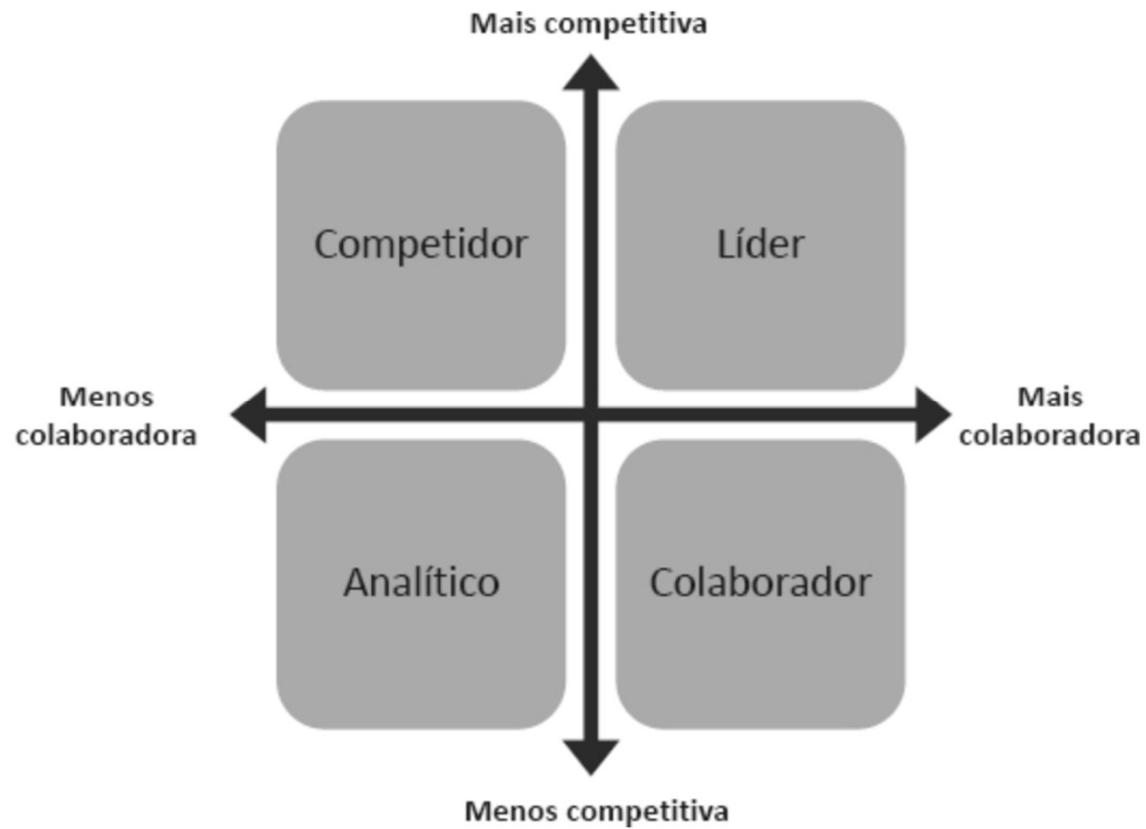 Mais competitiva
Competidor
Líder
Menos
colaboradora
Mais
colaboradora
Analítico
Colaborador
Menos competitiva